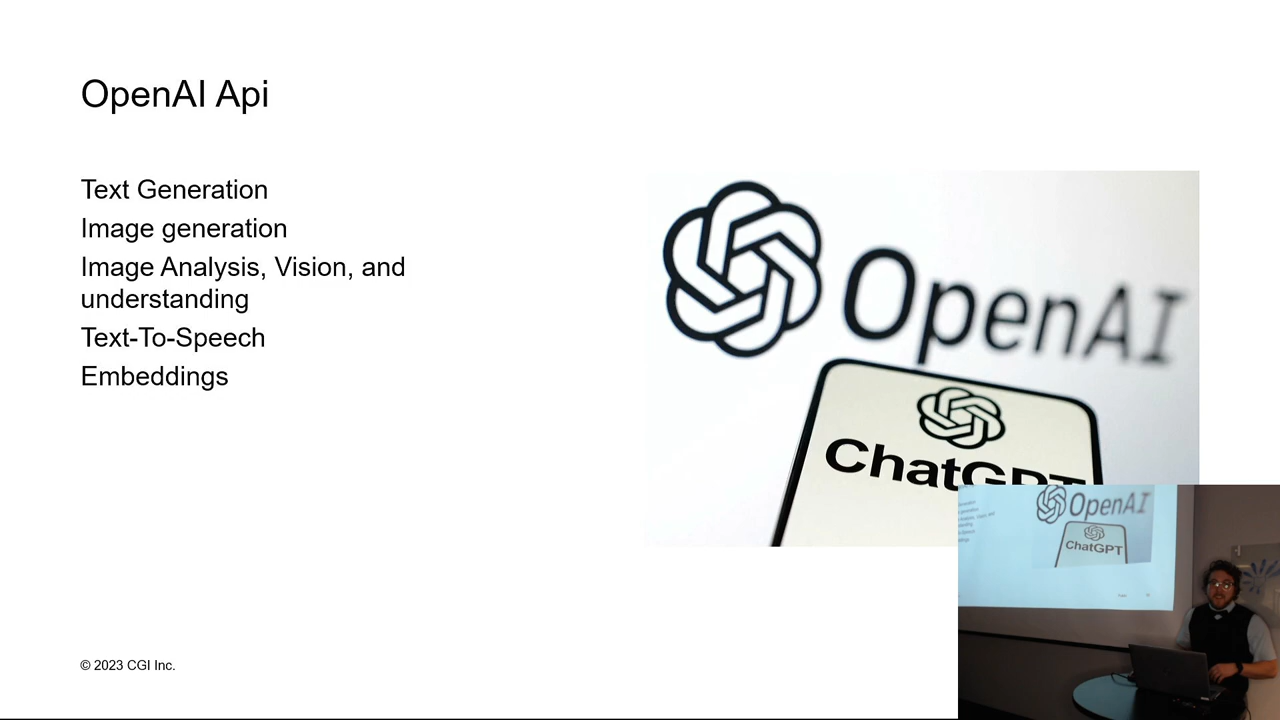 OpenAI Api
Text Generation
Image generation
Image Analysis, Vision, and
understanding
Text-To-Speech
Embeddings
OpenAI
ChatGPT
© 2023 CGI Inc.
OpenAI
ChatGPT